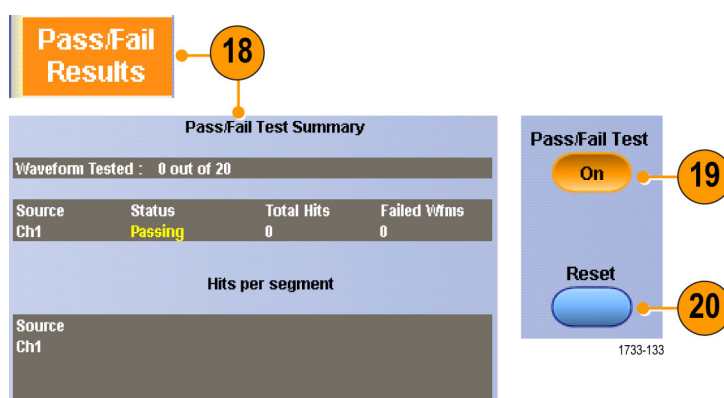 Pass/Fail
Results
18
Pass/Fail Test Summary
Waveform Tested : 0 out of 20
Source Status Total Hits Failed Wfms
Ch1 Passing 0 0
Hits per segment
Source
Ch1
Pass/Fail Test
On
19
Reset
20
1733-133